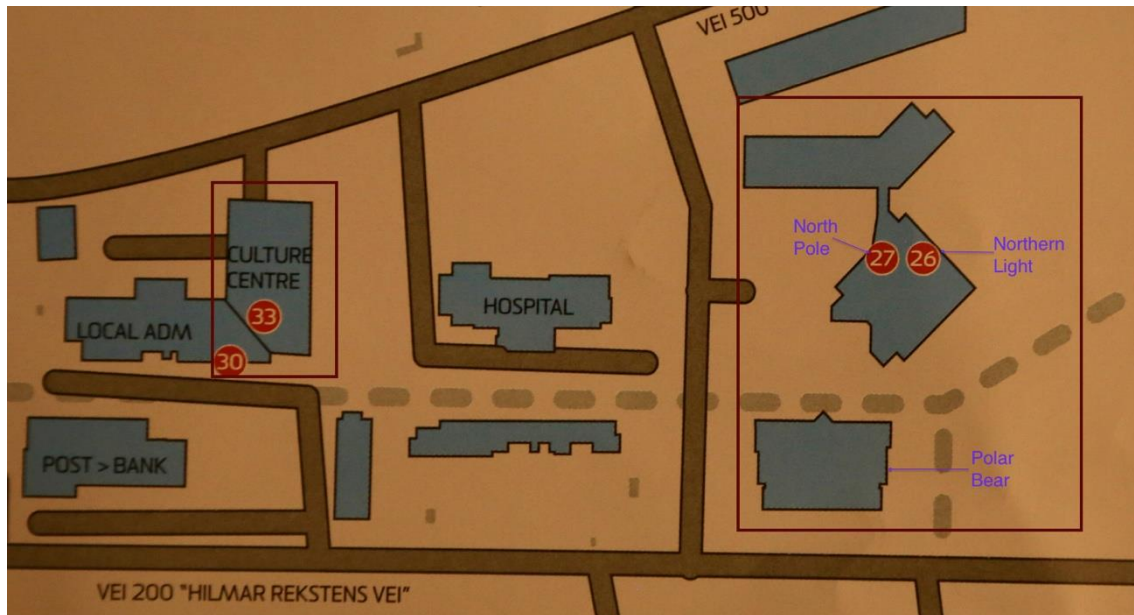 VEI 500
CULTURE
CENTRE
33
LOCAL ADM
30
HOSPITAL
North
Pole
27
26
Northern
Light
POST > BANK
Polar
Bear
VEI 200 "HILMAR REKSTENS VEI"